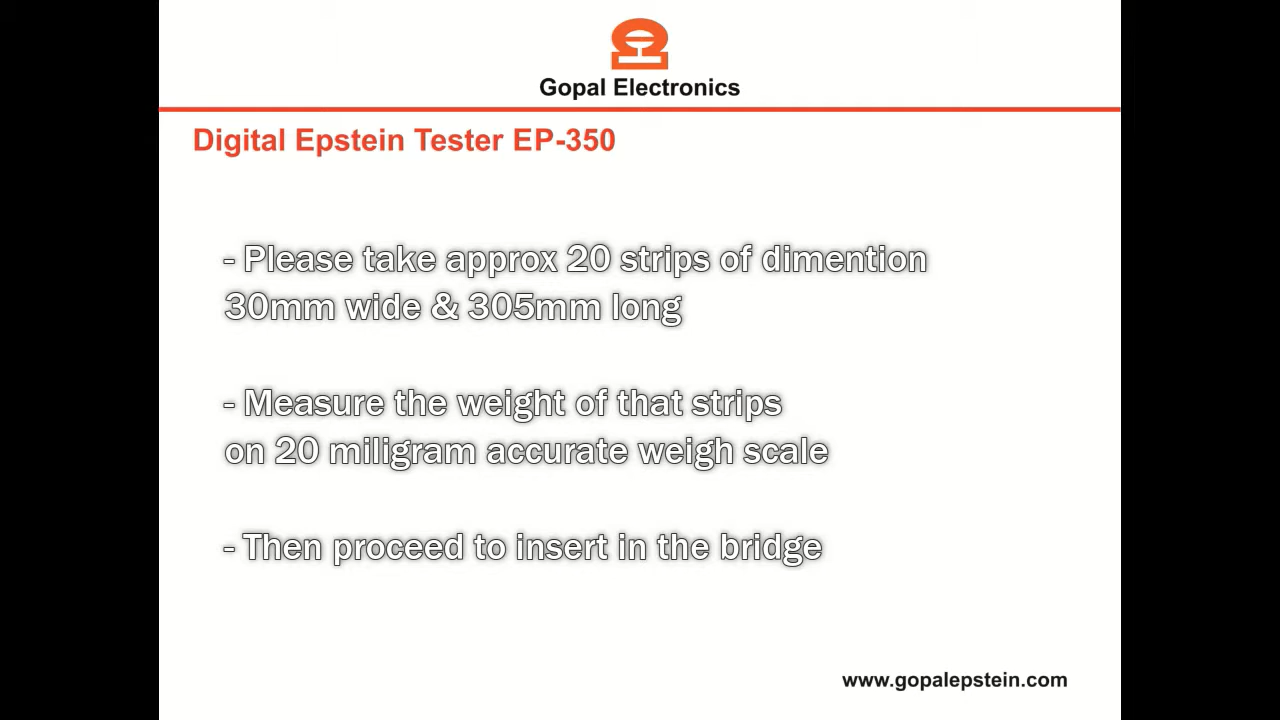 Gopal Electronics
Digital Epstein Tester EP-350
- Please take approx 20 strips of dimention
30mm wide & 305mm long
- Measure the weight of that strips
on 20 miligram accurate weigh scale
- Then proceed to insert in the bridge
www.gopalepstein.com